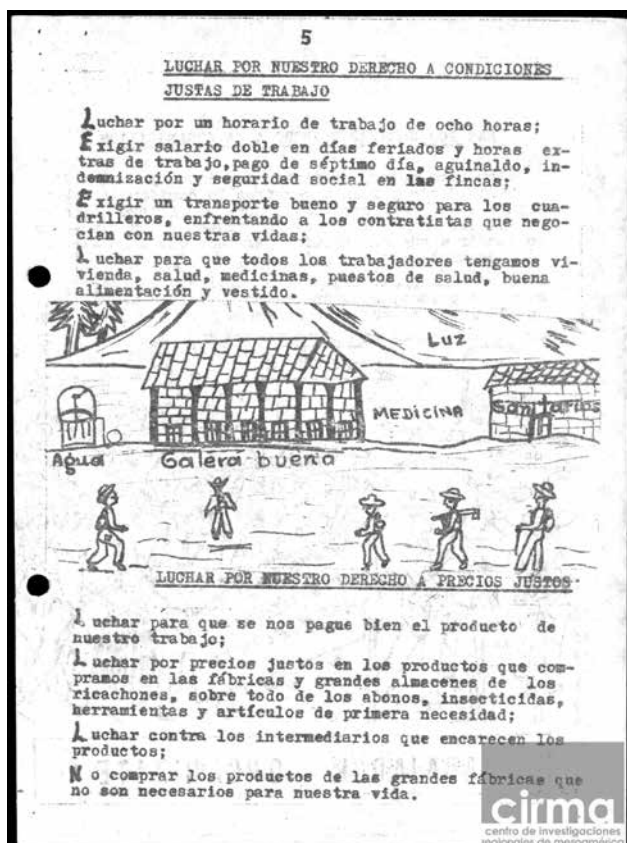 5
LUCHAR POR NUESTRO DERECHO A CONDICIONES
JUSTAS DE TRABAJO
Luchar por un horario de trabajo de ocho horas;
Exigir salario doble en días feriados y horas ex-
tras de trabajo,pago de séptimo día, aguinaldo, in-
demnización y seguridad social en las fincas;
Exigir un transporte bueno y seguro para los cua-
drilleros, enfrentando a los contratistas que nego-
cian con nuestras vidas;
Luchar para que todos los trabajadores tengamos vi-
vienda, salud, medicinas, puestos de salud, buena
alimentación y vestido.
Luz
MEDICINA
Sanitarios
Agua
Galera buena
LUCHAR POR NUESTRO DERECHO A PRECIOS JUSTOS
Luchar para que se nos pague bien el producto de
nuestro trabajo;
Luchar por precios justos en los productos que com-
pramos en las fábricas y grandes almacenes de los
ricachones, sobre todo de los abonos, insecticidas,
herramientas y artículos de primera necesidad;
Luchar contra los intermediarios que encarecen los
productos;
No comprar los productos de las grandes fábricas que
no son necesarios para nuestra vida.
cirma
centro de investigaciones
regionales de mesoamérica